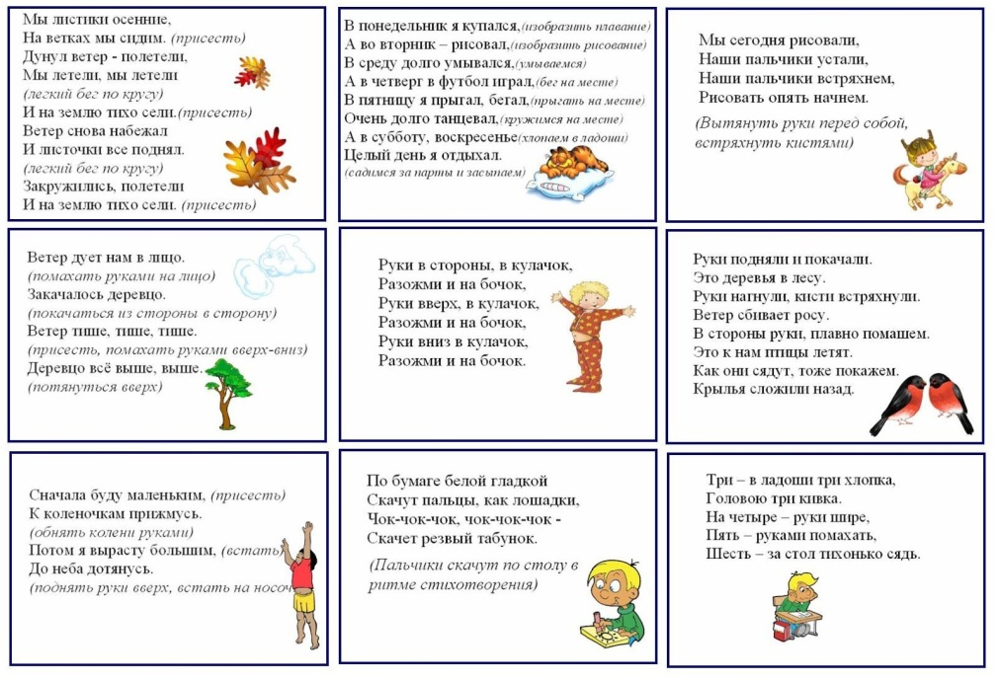 Мы листики осенние,
На ветках мы сидим. (присесть)
Дунул ветер - полетели,
Мы летели, мы летели
(легкий бег по кругу)
И на землю тихо сели.(присесть)
Ветер снова набежал
И листочки все поднял.
(легкий бег по кругу)
Закружились, полетели
И на землю тихо сели. (присесть)
В понедельник я купался,(изобразить плавание)
А во вторник – рисовал,(изобразить рисование)
В среду долго умывался,(умываемся)
А в четверг в футбол играл,(бег на месте)
В пятницу я прыгал, бегал,(прыгать на месте)
Очень долго танцевал,(кружимся на месте)
А в субботу, воскресенье(хлопаем в ладоши)
Целый день я отдыхал.
(садимся за парты и засыпаем)
Мы сегодня рисовали,
Наши пальчики устали,
Наши пальчики встряхнем,
Рисовать опять начнем.
(Вытянуть руки перед собой,
встряхнуть кистями)
Ветер дует нам в лицо.
(помахать руками на лицо)
Закачалось деревцо.
(покачаться из стороны в сторону)
Ветер тише, тише, тише.
(присесть, помахать руками вверх-вниз)
Деревцо всё выше, выше.
(потянуться вверх)
Руки в стороны, в кулачок,
Разожми и на бочок,
Руки вверх, в кулачок,
Разожми и на бочок,
Руки вниз в кулачок,
Разожми и на бочок.
Руки подняли и покачали.
Это деревья в лесу.
Руки нагнули, кисти встряхнули.
Ветер сбивает росу.
В стороны руки, плавно помашем.
Это к нам птицы летят.
Как они сядут, тоже покажем.
Крылья сложили назад.
Сначала буду маленьким, (присесть)
К коленочкам прижмусь.
(обнять колени руками)
Потом я вырасту большим, (встать)
До неба дотянусь.
(поднять руки вверх, встать на носоч
По бумаге белой гладкой
Скачут пальцы, как лошадки,
Чок-чок-чок, чок-чок-чок -
Скачет резвый табунок.
(Пальчики скачут по столу в
ритме стихотворения)
Три – в ладоши три хлопка,
Головою три кивка.
На четыре – руки шире,
Пять – руками помахать,
Шесть – за стол тихонько сядь.